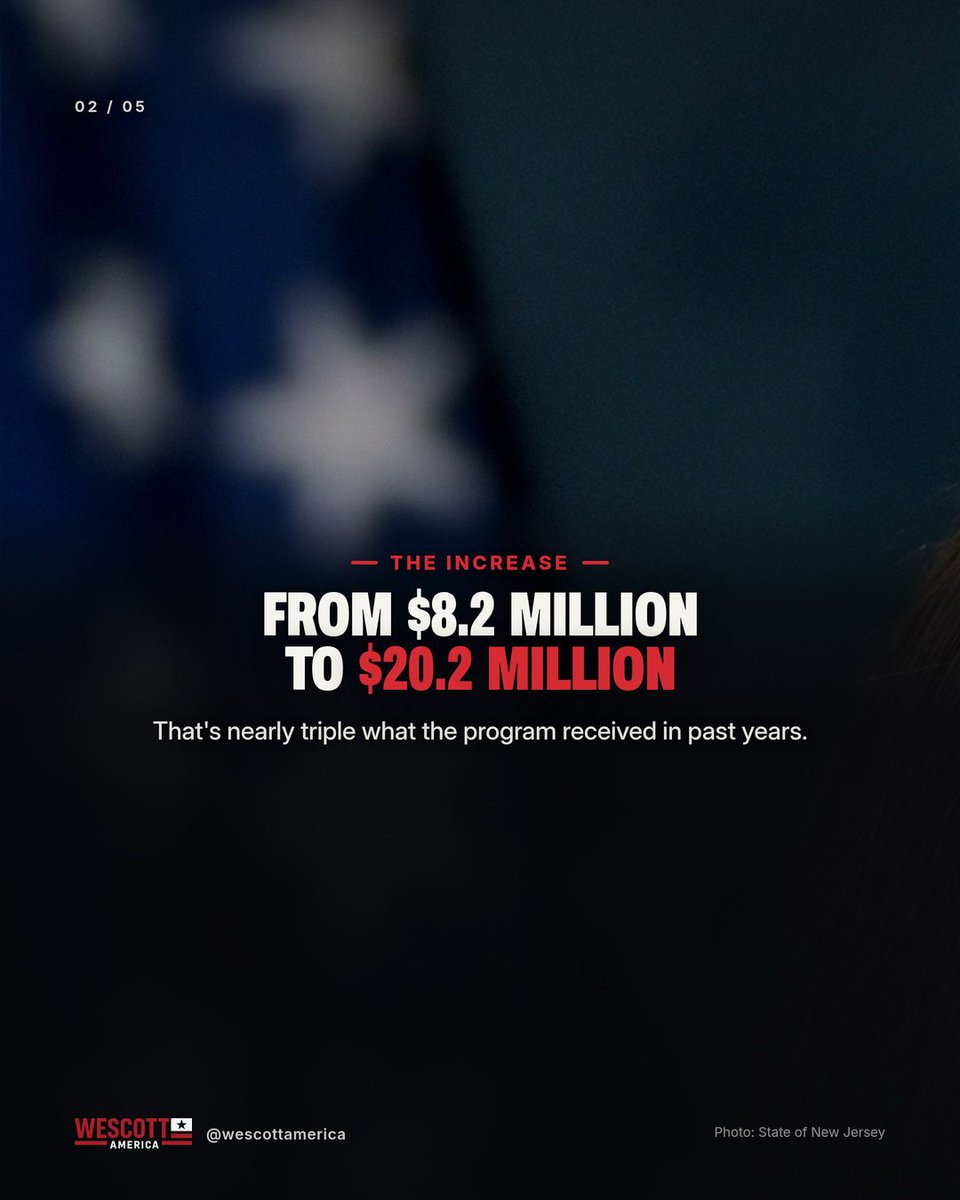 02 / 05
THE INCREASE
FROM $8.2 MILLION
TO $20.2 MILLION
That's nearly triple what the program received in past years.
WESCOTT
AMERICA
@wescottamerica
Photo: State of New Jersey